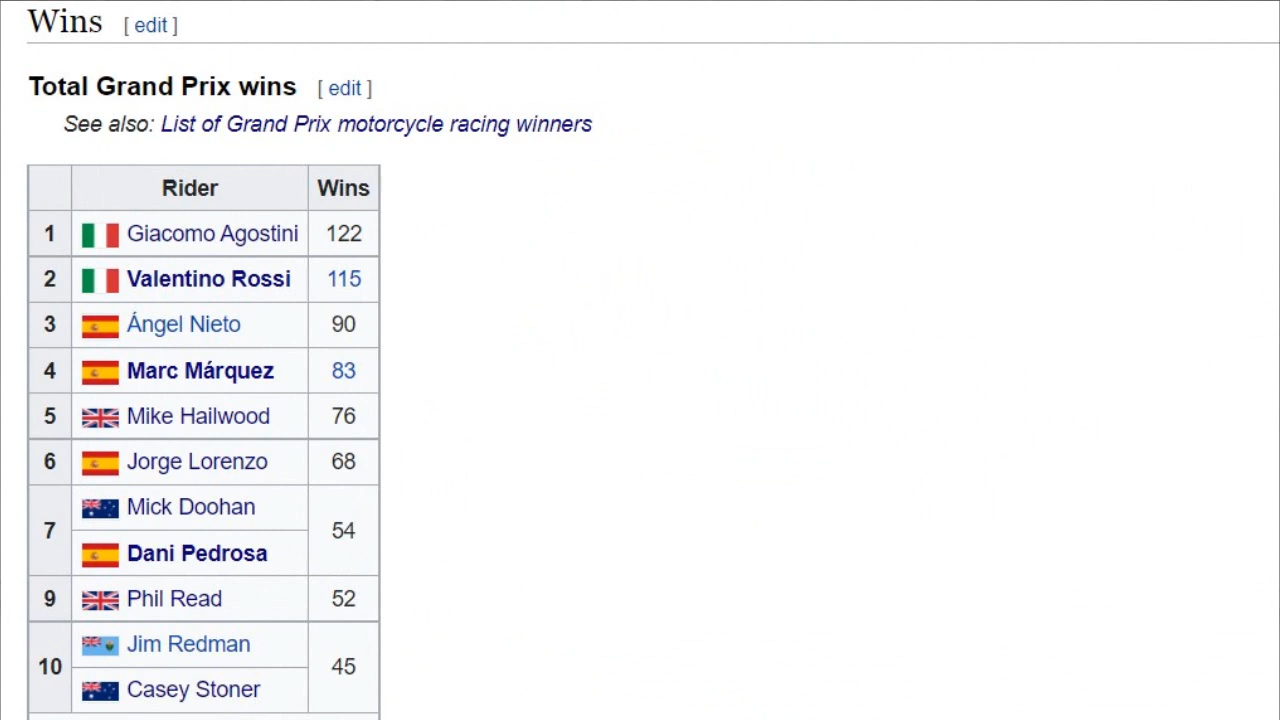 Wins [ edit ]
Total Grand Prix wins [ edit ]
See also: List of Grand Prix motorcycle racing winners
Rider Wins
1 Giacomo Agostini 122
2 Valentino Rossi 115
3 Ángel Nieto 90
4 Marc Márquez 83
5 Mike Hailwood 76
6 Jorge Lorenzo 68
7 Mick Doohan 54
Dani Pedrosa
9 Phil Read 52
10 Jim Redman 45
Casey Stoner